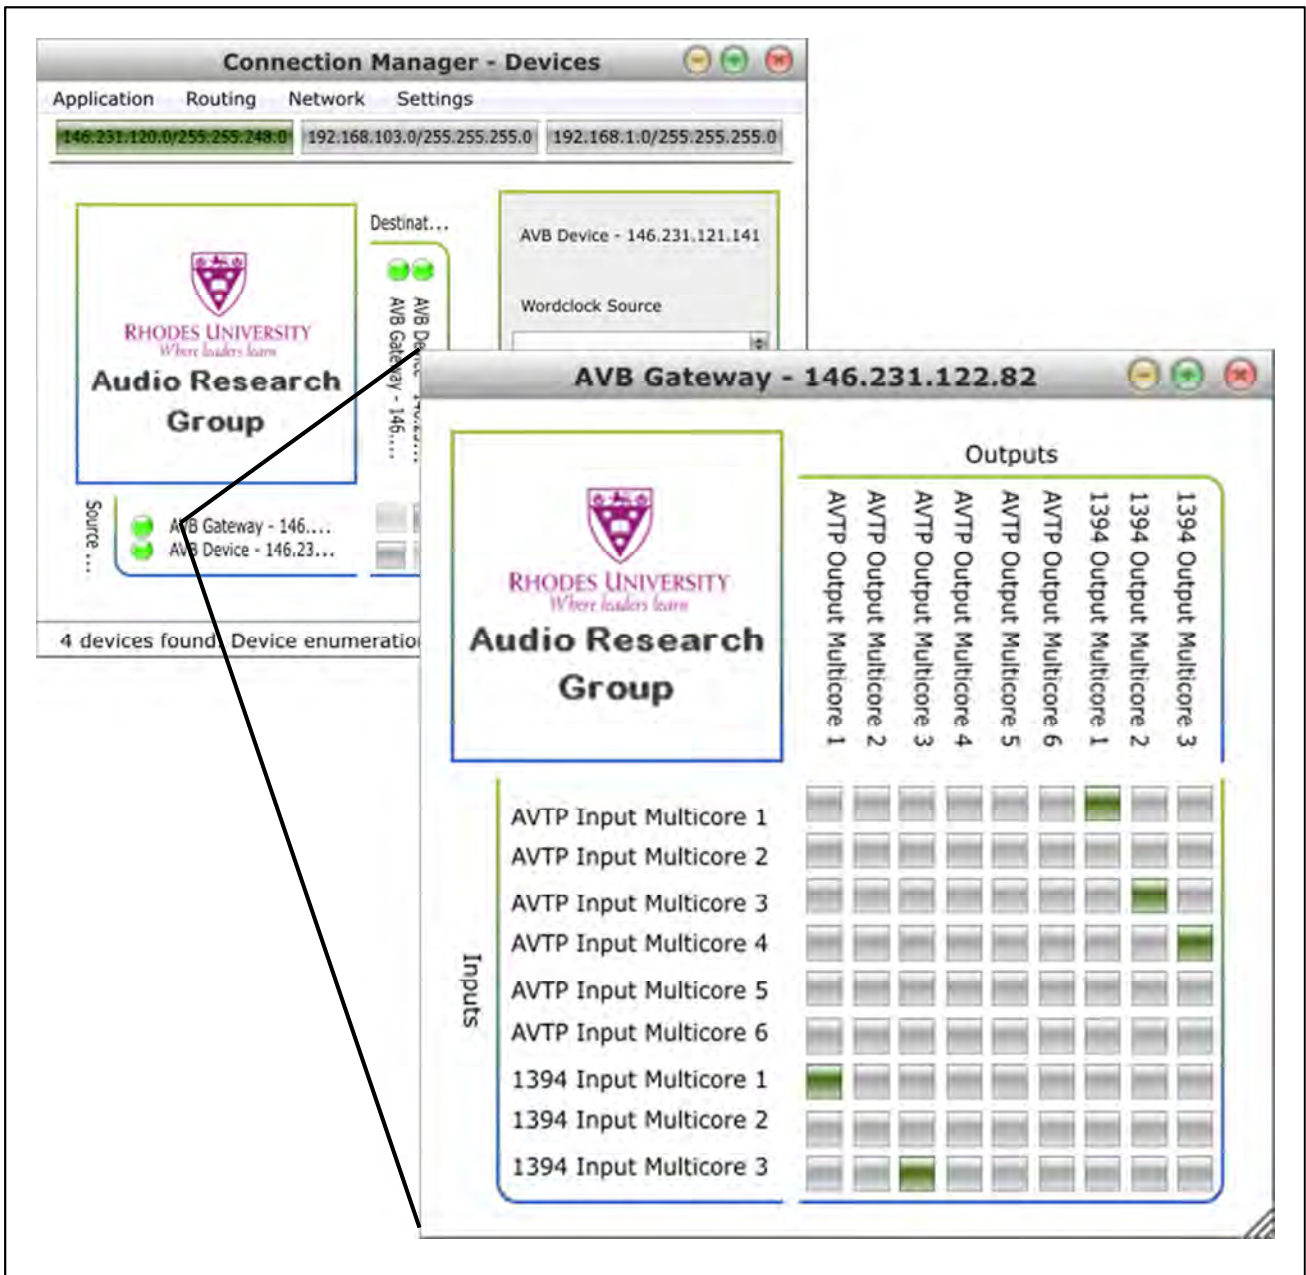 Connection Manager - Devices
Application Routing Network Settings
146.231.120.0/255.255.248.0 192.168.103.0/255.255.255.0 192.168.1.0/255.255.255.0
RHODES UNIVERSITY
Where leaders learn
Audio Research
Group
Destinat...
AVB Gateway - 146....
AVB De
AVB Device - 146.231.121.141
Wordclock Source
Source ...
AVB Gateway - 146....
AVB Device - 146.23...
4 devices found. Device enumeratio
AVB Gateway - 146.231.122.82
RHODES UNIVERSITY
Where leaders learn
Audio Research
Group
Outputs
AVTP Output Multicore 1
AVTP Output Multicore 2
AVTP Output Multicore 3
AVTP Output Multicore 4
AVTP Output Multicore 5
AVTP Output Multicore 6
1394 Output Multicore 1
1394 Output Multicore 2
1394 Output Multicore 3
Inputs
AVTP Input Multicore 1
AVTP Input Multicore 2
AVTP Input Multicore 3
AVTP Input Multicore 4
AVTP Input Multicore 5
AVTP Input Multicore 6
1394 Input Multicore 1
1394 Input Multicore 2
1394 Input Multicore 3